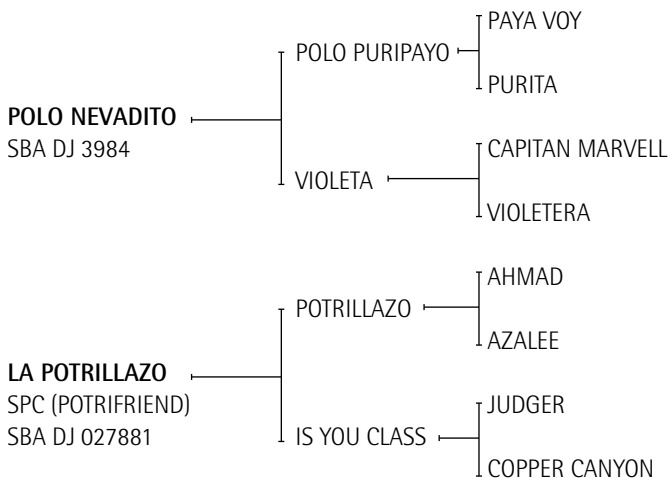 PAYA VOY
POLO PURIPAYO
PURITA
POLO NEVADITO
SBA DJ 3984
CAPITAN MARVELL
VIOLETA
VIOLETERA
AHMAD
POTRILLAZO
AZALEE
LA POTRILLAZO
SPC (POTRIFRIEND)
SBA DJ 027881
JUDGER
IS YOU CLASS
COPPER CANYON